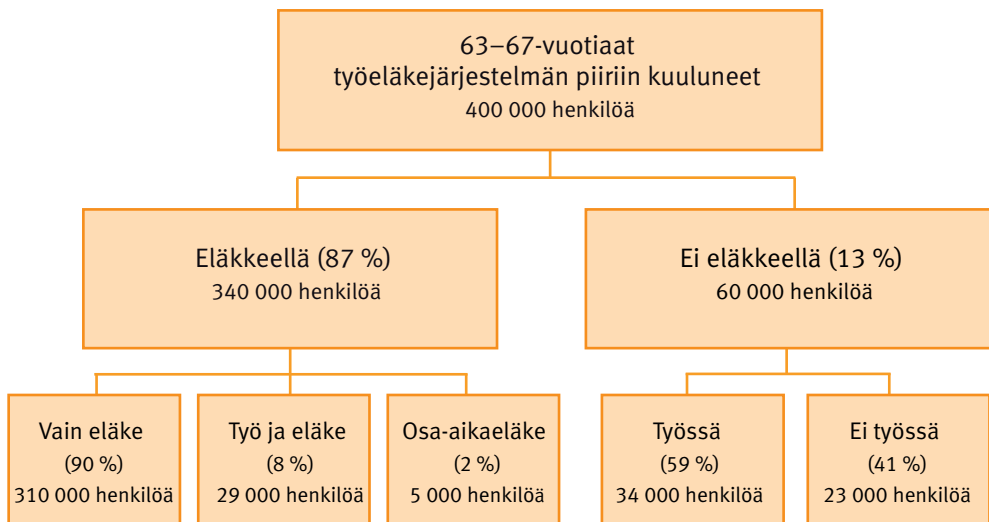 63–67-vuotiaat
työeläkejärjestelmän piiriin kuuluneet
400 000 henkilöä
Eläkkeellä (87 %)
340 000 henkilöä
Ei eläkkeellä (13 %)
60 000 henkilöä
Vain eläke
(90 %)
310 000 henkilöä
Työ ja eläke
(8 %)
29 000 henkilöä
Osa-aikaeläke
(2 %)
5 000 henkilöä
Työssä
(59 %)
34 000 henkilöä
Ei työssä
(41 %)
23 000 henkilöä